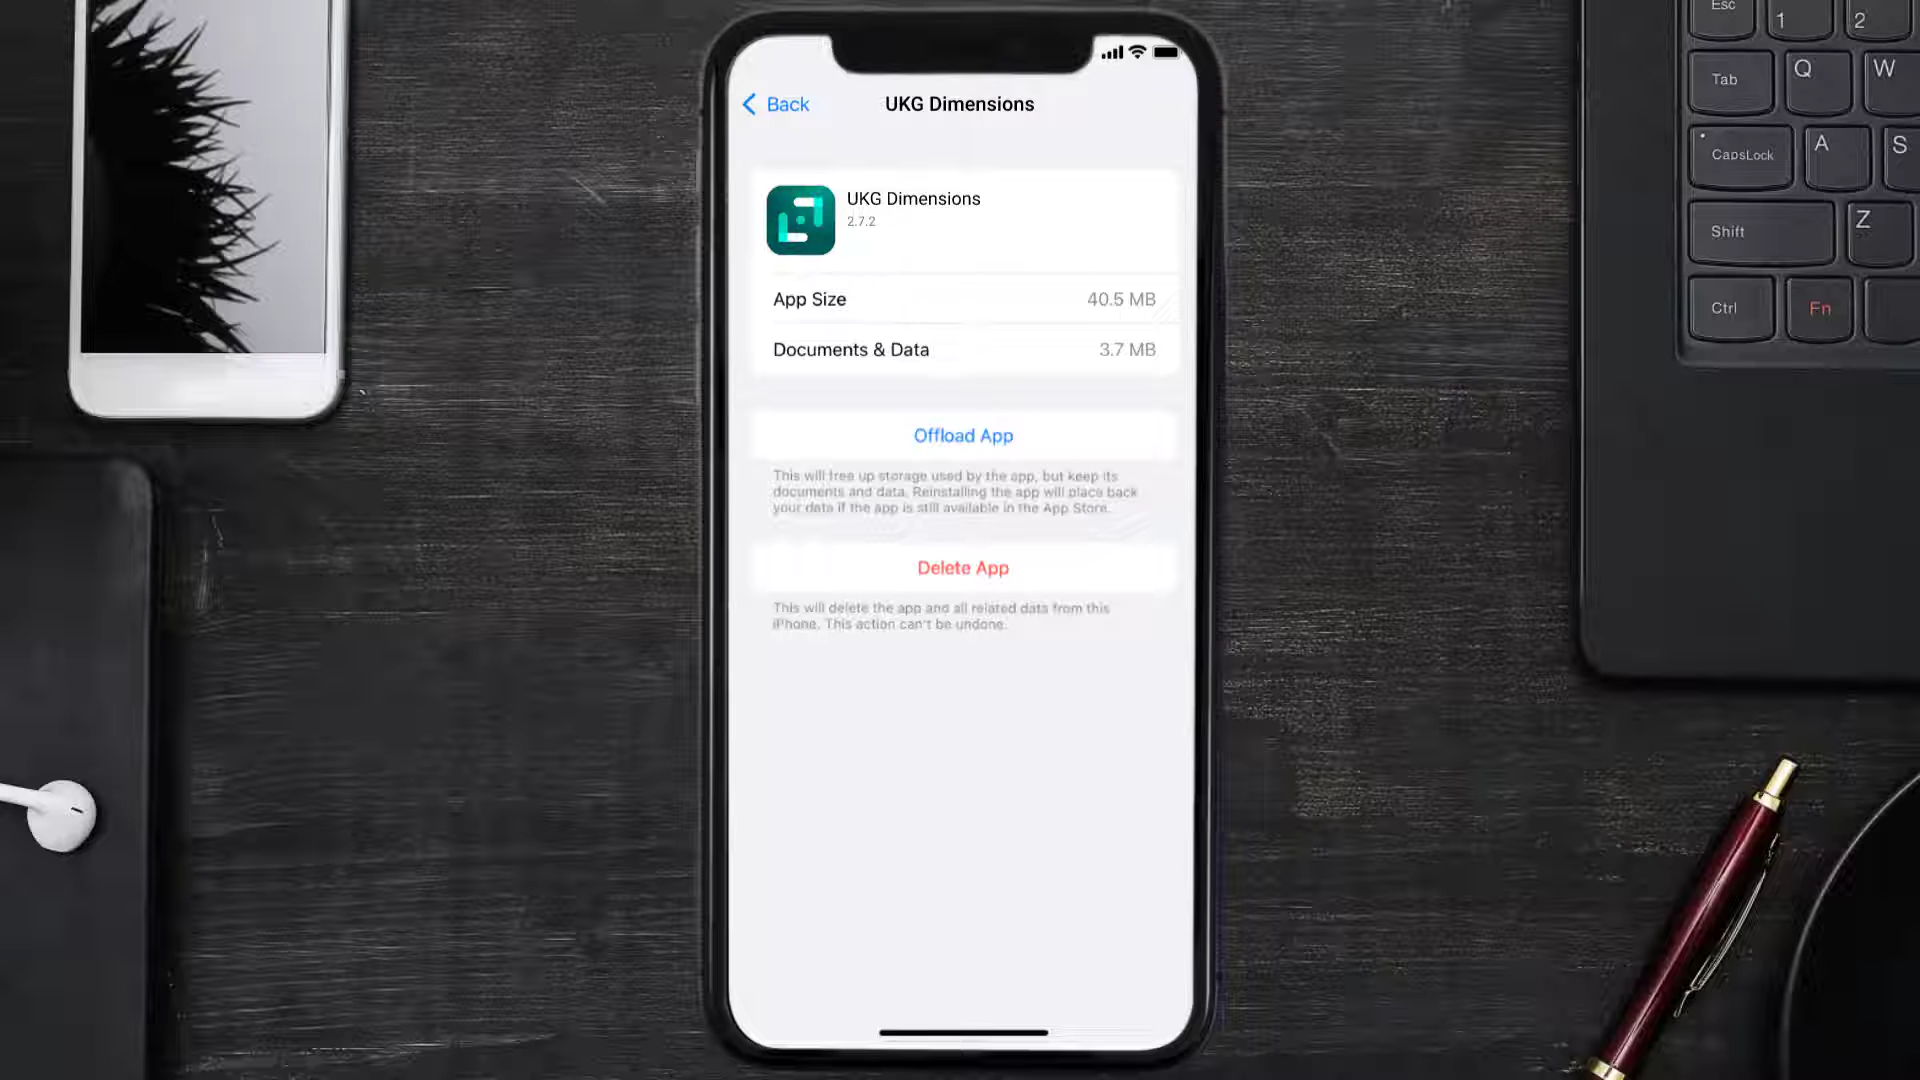 Back
UKG Dimensions
UKG Dimensions
2.7.2
App Size 40.5 MB
Documents & Data 3.7 MB
Offload App
This will free up storage used by the app, but keep its
documents and data. Reinstalling the app will place back
your data if the app is still available in the App Store.
Delete App
This will delete the app and all related data from this
iPhone. This action can't be undone.
Esc 1 2
Tab Q W
CapsLock A S
Shift Z
Ctrl Fn